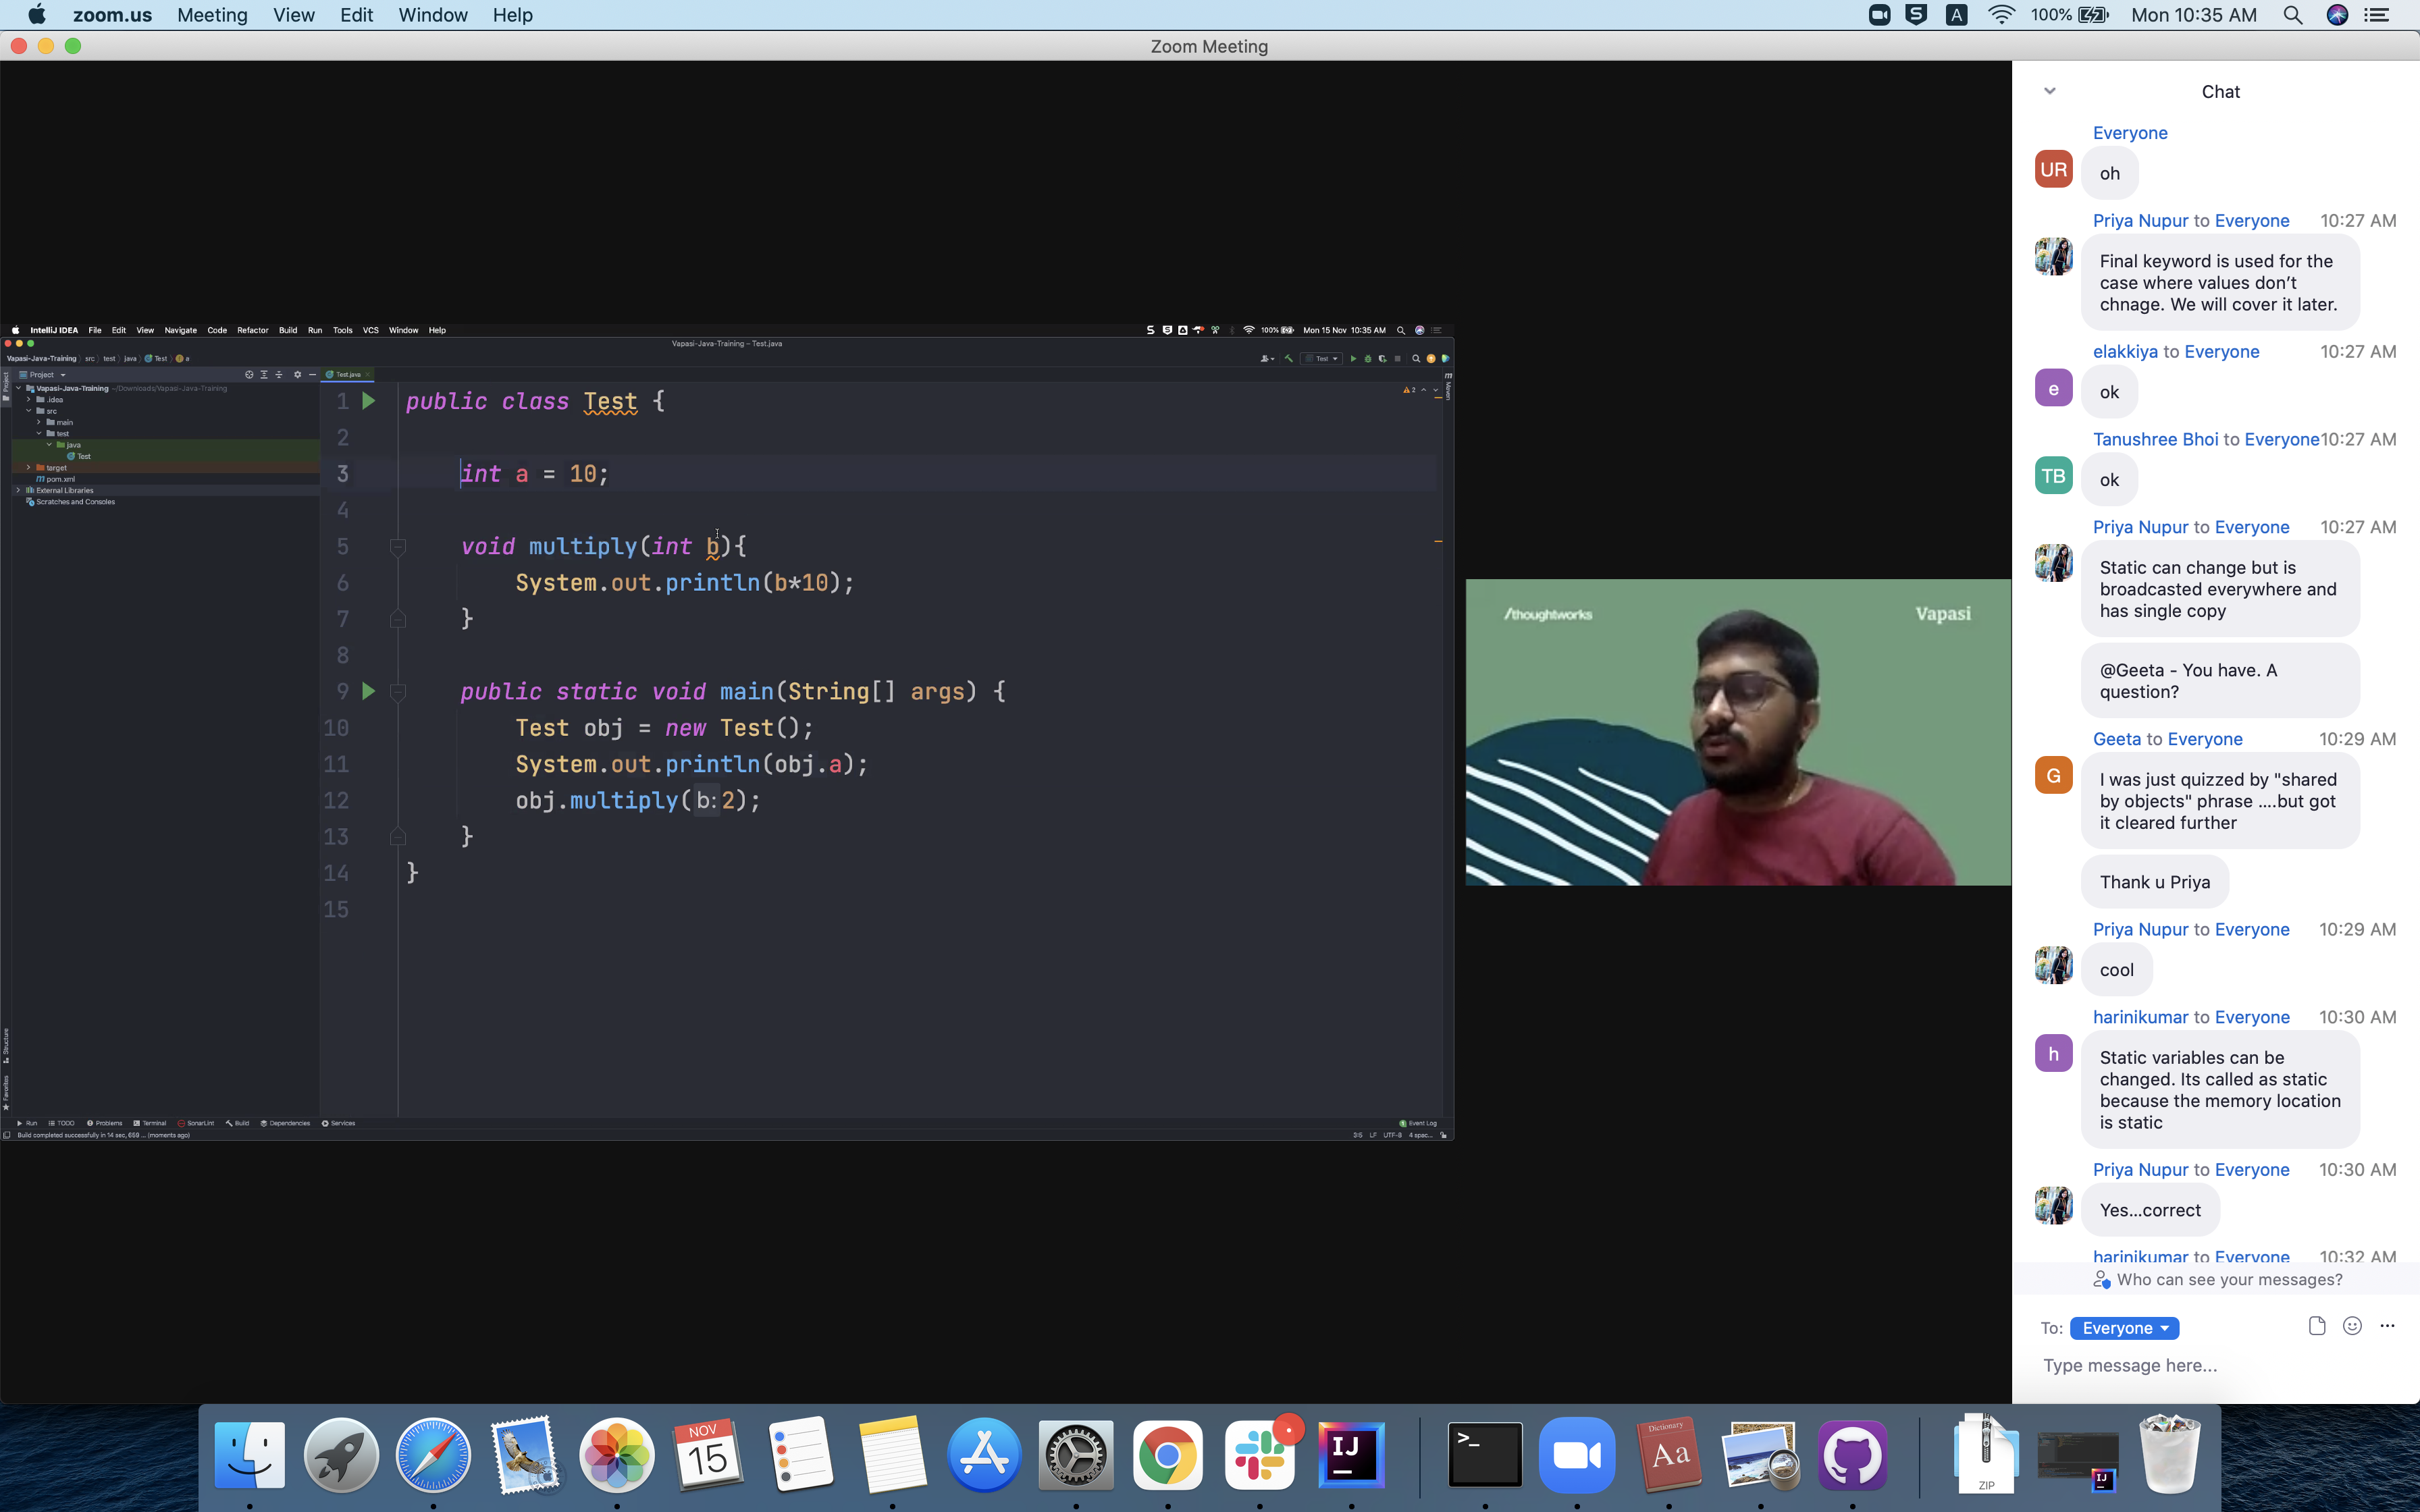 zoom.us Meeting View Edit Window Help
100% Mon 10:35 AM
Zoom Meeting
IntelliJ IDEA File Edit View Navigate Code Refactor Build Run Tools VCS Window Help
100% Mon 15 Nov 10:35 AM
Vapasi-Java-Training – Test.java
Vapasi-Java-Training src test java Test a
Test
Project
Test.java
Vapasi-Java-Training ~/Downloads/Vapasi-Java-Training
.idea
src
main
test
java
Test
target
pom.xml
External Libraries
Scratches and Consoles
Project
Structure
Favorites
Maven
2
1 public class Test {
2
3 int a = 10;
4
5 void multiply(int b){
6 System.out.println(b*10);
7 }
8
9 public static void main(String[] args) {
10 Test obj = new Test();
11 System.out.println(obj.a);
12 obj.multiply( b: 2);
13 }
14 }
15
Run TODO Problems Terminal SonarLint Build Dependencies Services
Event Log
Build completed successfully in 14 sec, 659 ... (moments ago)
3:5 LF UTF-8 4 spac...
/thoughtworks
Vapasi
Chat
Everyone
UR
oh
Priya Nupur to Everyone 10:27 AM
Final keyword is used for the
case where values don’t
chnage. We will cover it later.
elakkiya to Everyone 10:27 AM
e
ok
Tanushree Bhoi to Everyone 10:27 AM
TB
ok
Priya Nupur to Everyone 10:27 AM
Static can change but is
broadcasted everywhere and
has single copy
@Geeta - You have. A
question?
Geeta to Everyone 10:29 AM
G
I was just quizzed by "shared
by objects" phrase ....but got
it cleared further
Thank u Priya
Priya Nupur to Everyone 10:29 AM
cool
harinikumar to Everyone 10:30 AM
h
Static variables can be
changed. Its called as static
because the memory location
is static
Priya Nupur to Everyone 10:30 AM
Yes...correct
harinikumar to Everyone 10:32 AM
Who can see your messages?
To: Everyone
Type message here...
NOV
15
IJ
>_
Dictionary
Aa
ZIP
IJ